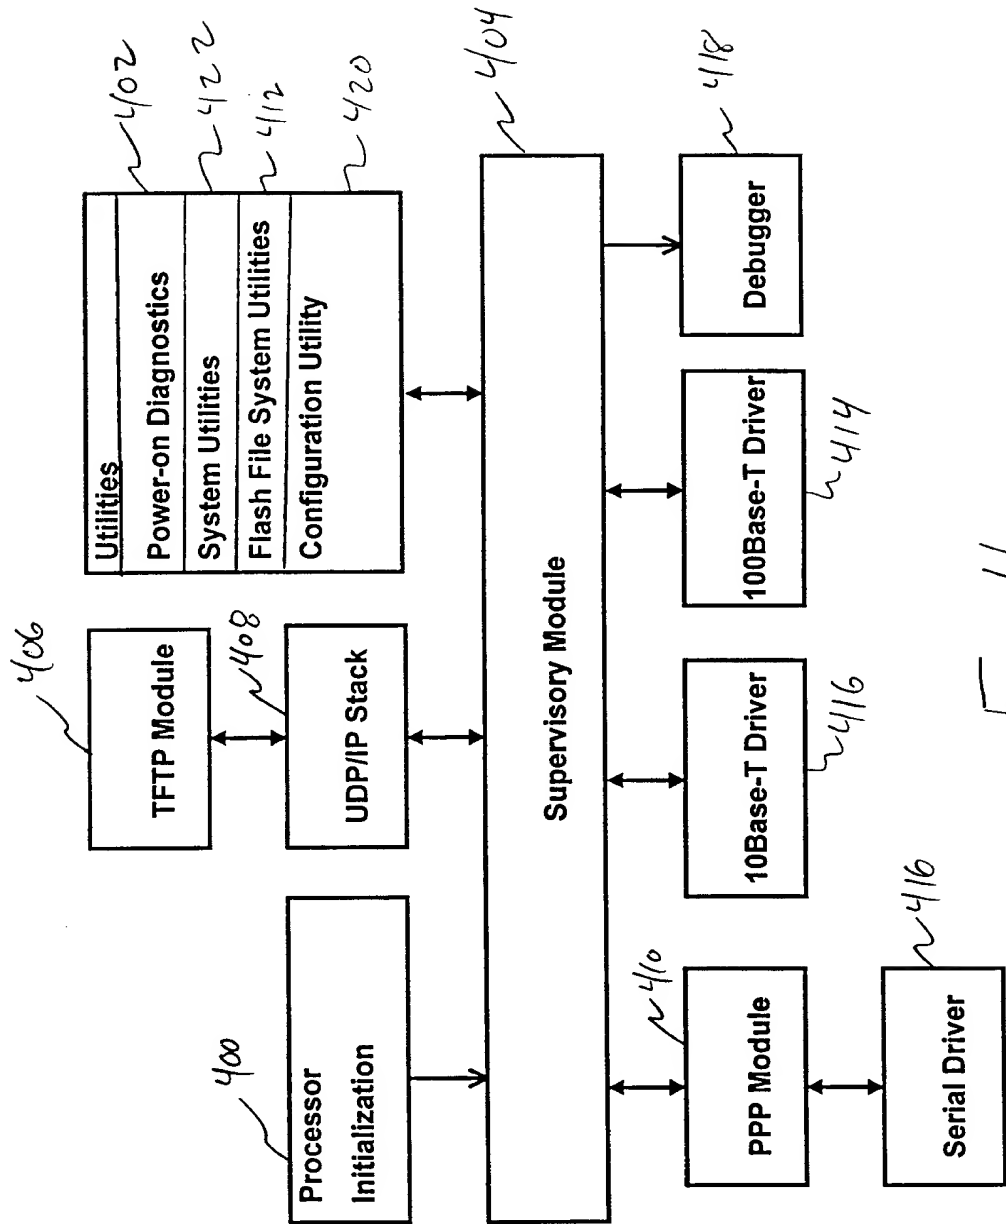 406
TFTP Module
408
UDP/IP Stack
400
Processor
Initialization
Utilities
Power-on Diagnostics
System Utilities
Flash File System Utilities
Configuration Utility
402
422
412
420
Supervisory Module
404
410
PPP Module
Serial Driver
416
10Base-T Driver
416
100Base-T Driver
414
Debugger
418